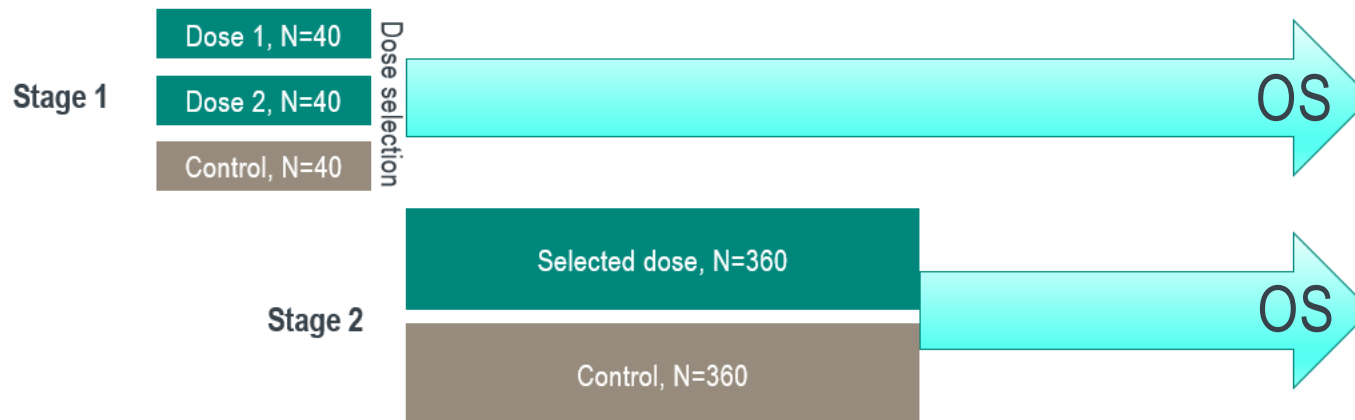 Stage 1
Dose 1, N=40
Dose 2, N=40
Control, N=40
Dose selection
OS
Stage 2
Selected dose, N=360
Control, N=360
OS